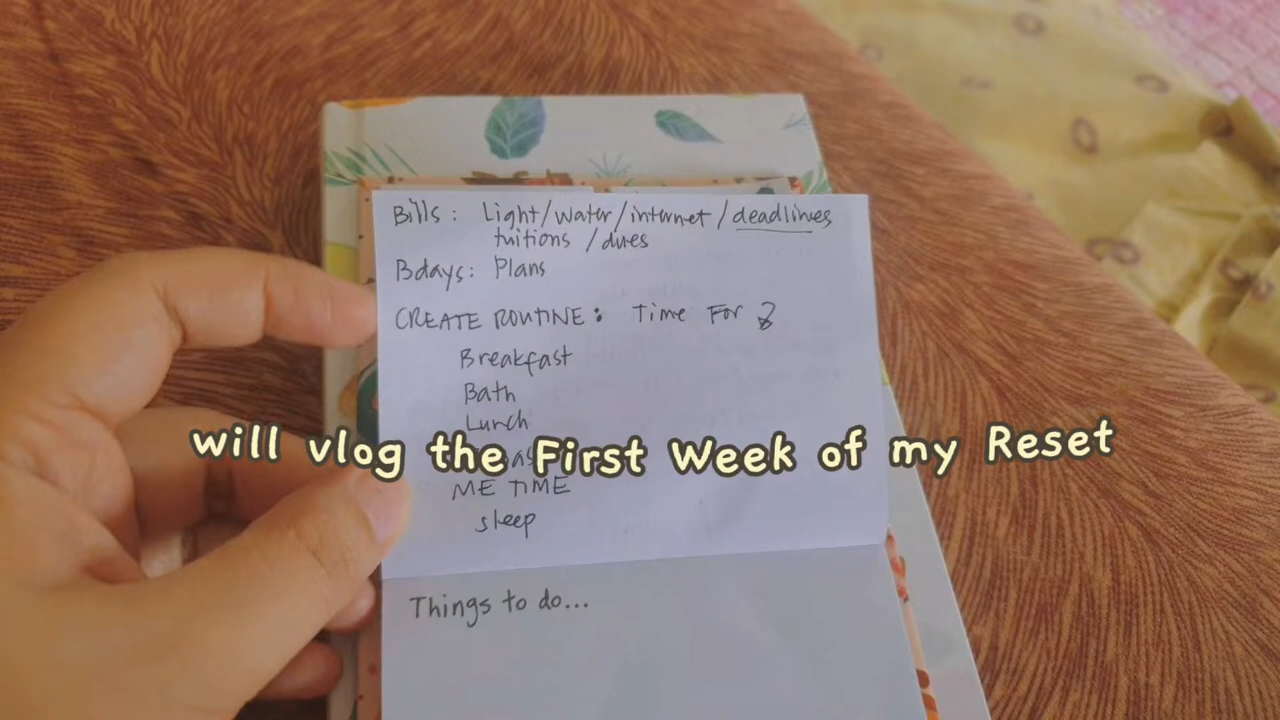 Bills: Light/water/internet/deadlines
tuitions/dues
Bdays: Plans
CREATE ROUTINE: Time For
Breakfast
Bath
Lunch
will vlog the First Week of my Reset
ME TIME
sleep
Things to do...